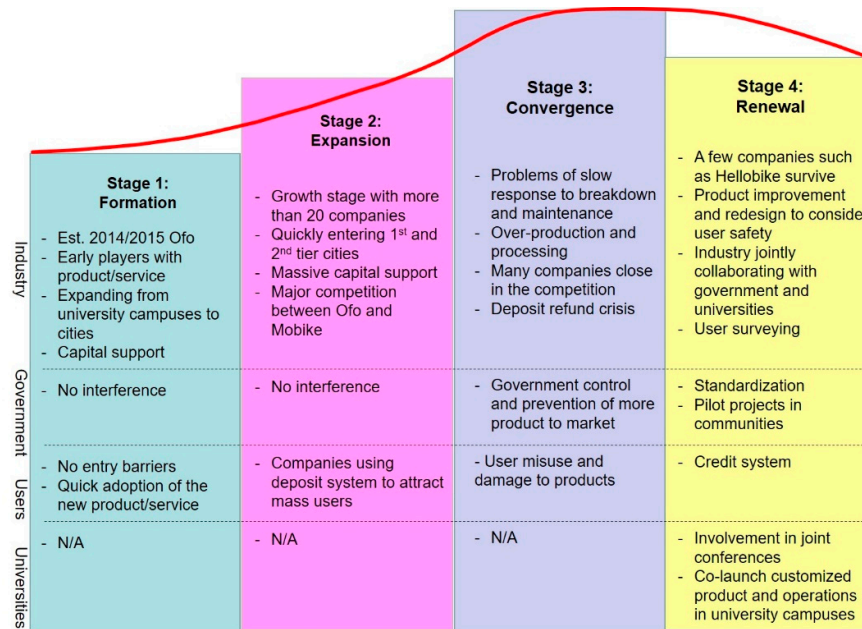 Stage 1:
Formation
- Est. 2014/2015 Ofo
- Early players with
product/service
- Expanding from
university campuses to
cities
- Capital support
- No interference
- No entry barriers
- Quick adoption of the
new product/service
- N/A
Stage 2:
Expansion
- Growth stage with more
than 20 companies
- Quickly entering 1st and
2nd tier cities
- Massive capital support
- Major competition
between Ofo and
Mobike
- No interference
- Companies using
deposit system to attract
mass users
- N/A
Stage 3:
Convergence
- Problems of slow
response to breakdown
and maintenance
- Over-production and
processing
- Many companies close
in the competition
- Deposit refund crisis
- Government control
and prevention of more
product to market
- User misuse and
damage to products
- N/A
Stage 4:
Renewal
- A few companies such
as Hellobike survive
- Product improvement
and redesign to consider
user safety
- Industry jointly
collaborating with
government and
universities
- User surveying
- Standardization
- Pilot projects in
communities
- Credit system
- Involvement in joint
conferences
- Co-launch customized
product and operations
in university campuses
Industry
Government
Users
Universities